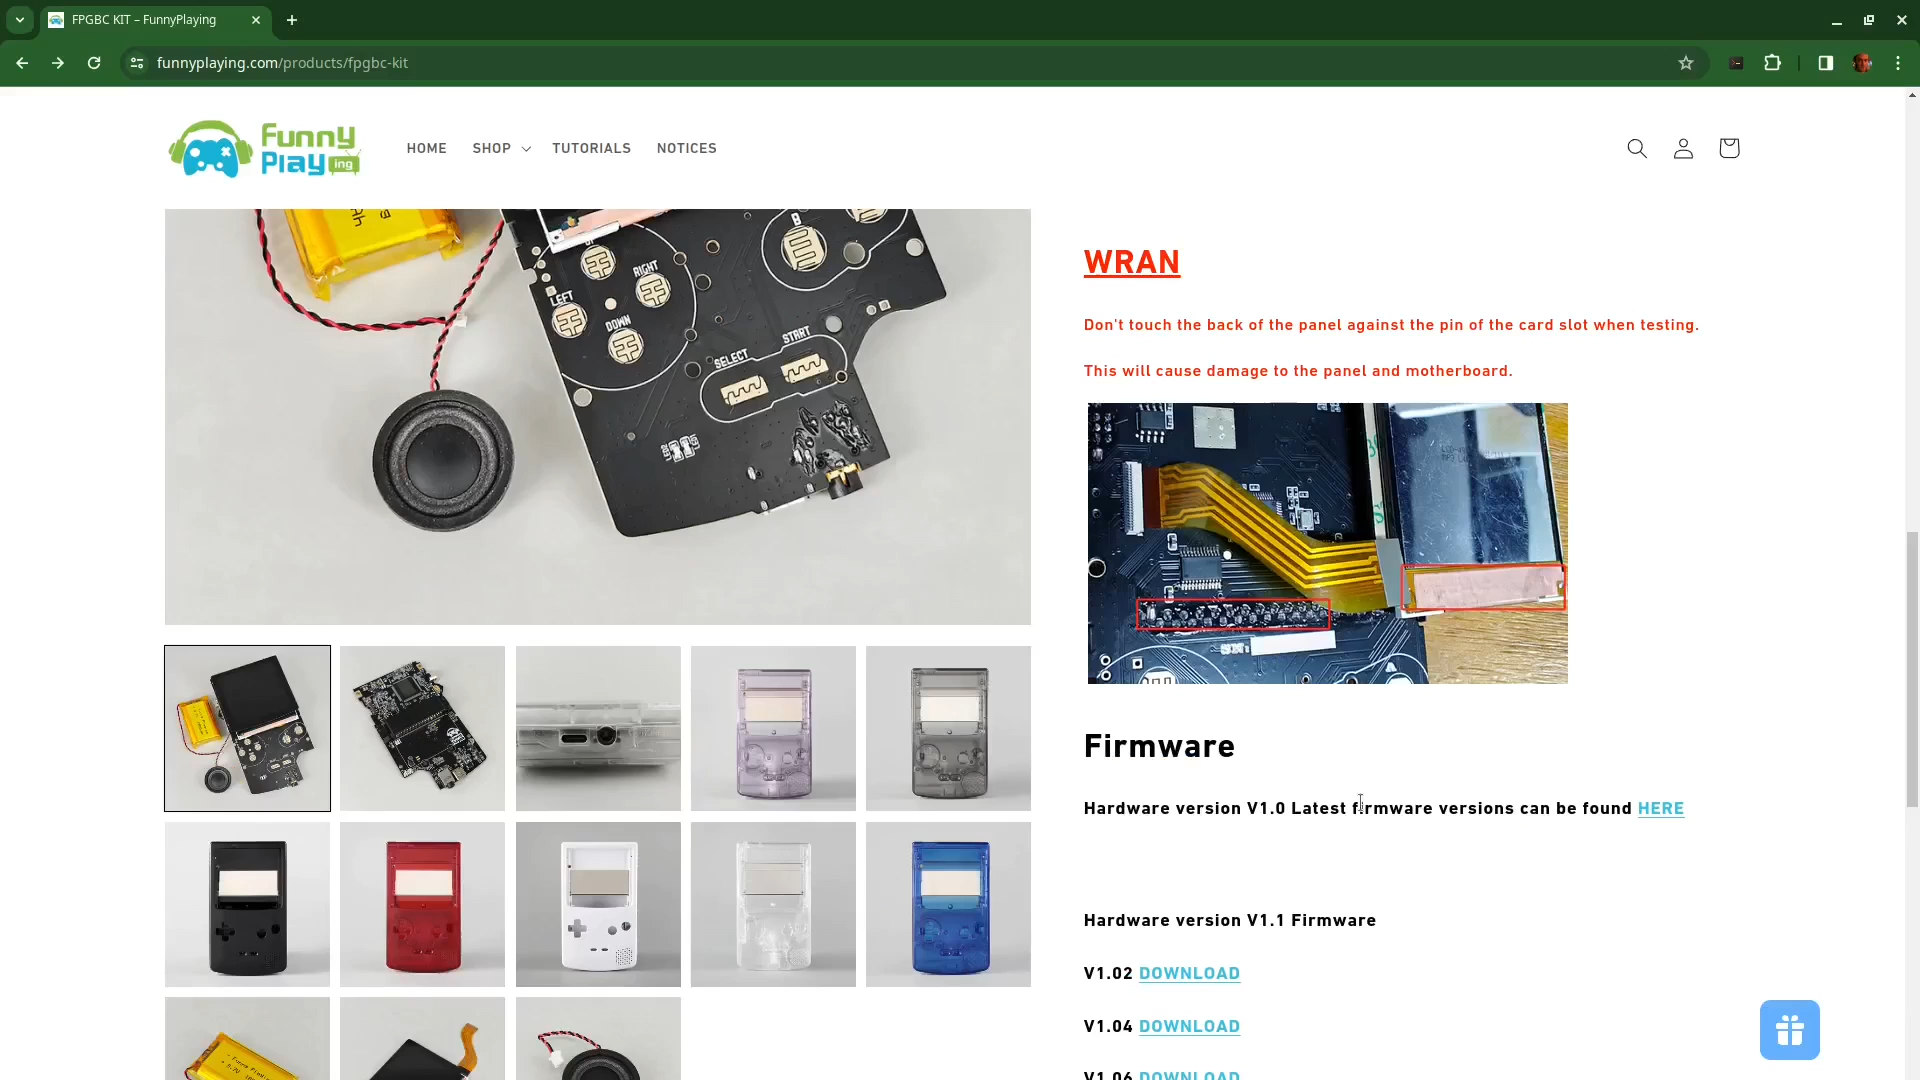 FPGBC KIT – FunnyPlaying
funnyplaying.com/products/fpgbc-kit
Funny
Play ing
HOME
SHOP
TUTORIALS
NOTICES
RIGHT
LEFT
DOWN
SELECT
START
WRAN
Don't touch the back of the panel against the pin of the card slot when testing.
This will cause damage to the panel and motherboard.
Firmware
Hardware version V1.0 Latest firmware versions can be found HERE
Hardware version V1.1 Firmware
V1.02 DOWNLOAD
V1.04 DOWNLOAD
V1.06 DOWNLOAD